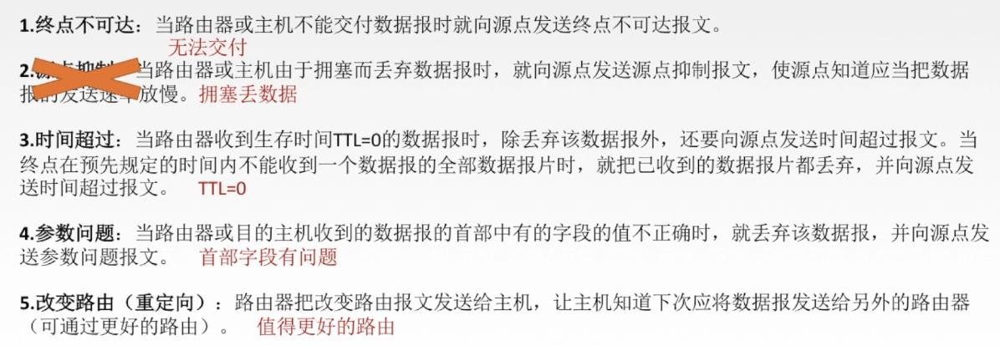 1.终点不可达：当路由器或主机不能交付数据报时就向源点发送终点不可达报文。
无法交付
2.源点抑制：当路由器或主机由于拥塞而丢弃数据报时，就向源点发送源点抑制报文，使源点知道应当把数据
报的发送速率放慢。拥塞丢数据
3.时间超过：当路由器收到生存时间TTL=0的数据报时，除丢弃该数据报外，还要向源点发送时间超过报文。当
终点在预先规定的时间内不能收到一个数据报的全部数据报片时，就把已收到的数据报片都丢弃，并向源点发
送时间超过报文。 TTL=0
4.参数问题：当路由器或目的主机收到的数据报的首部中有的字段的值不正确时，就丢弃该数据报，并向源点发
送参数问题报文。 首部字段有问题
5.改变路由（重定向）：路由器把改变路由报文发送给主机，让主机知道下次应将数据报发送给另外的路由器
（可通过更好的路由）。 值得更好的路由